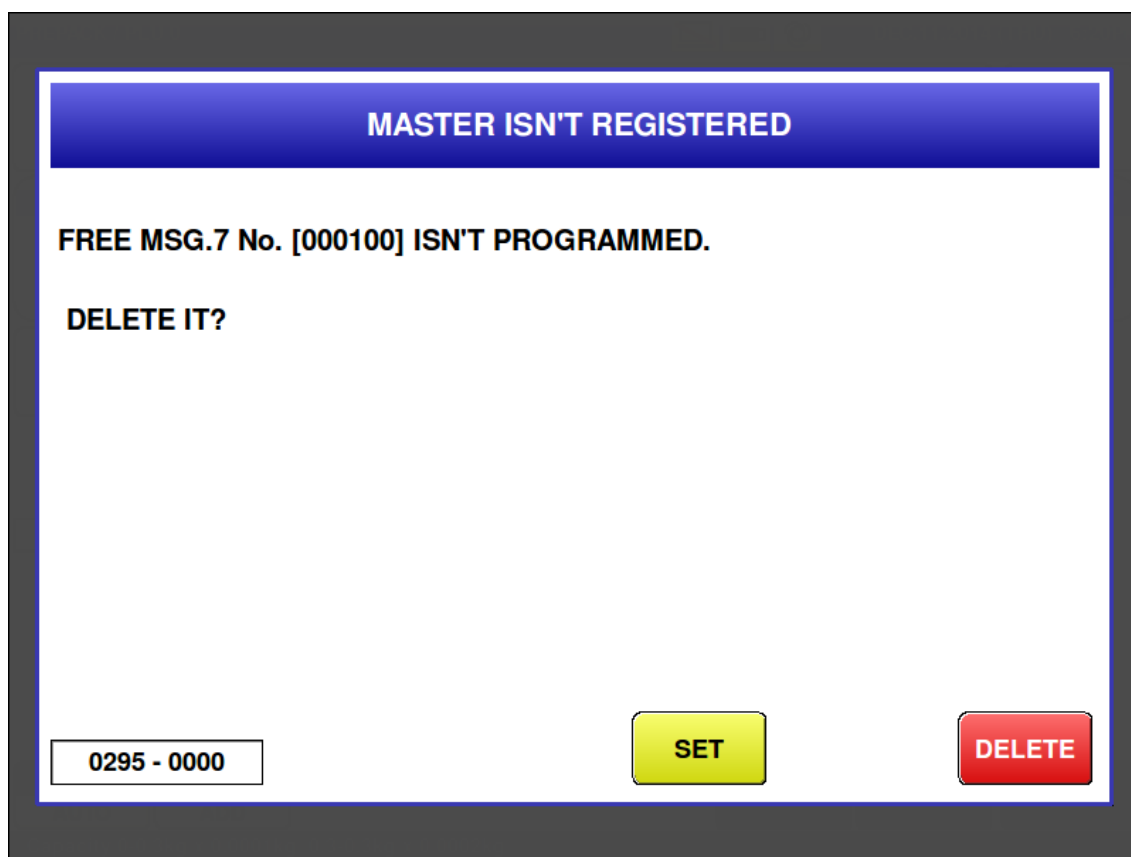 MASTER ISN'T REGISTERED
FREE MSG.7 No. [000100] ISN'T PROGRAMMED.
DELETE IT?
0295 - 0000
SET
DELETE